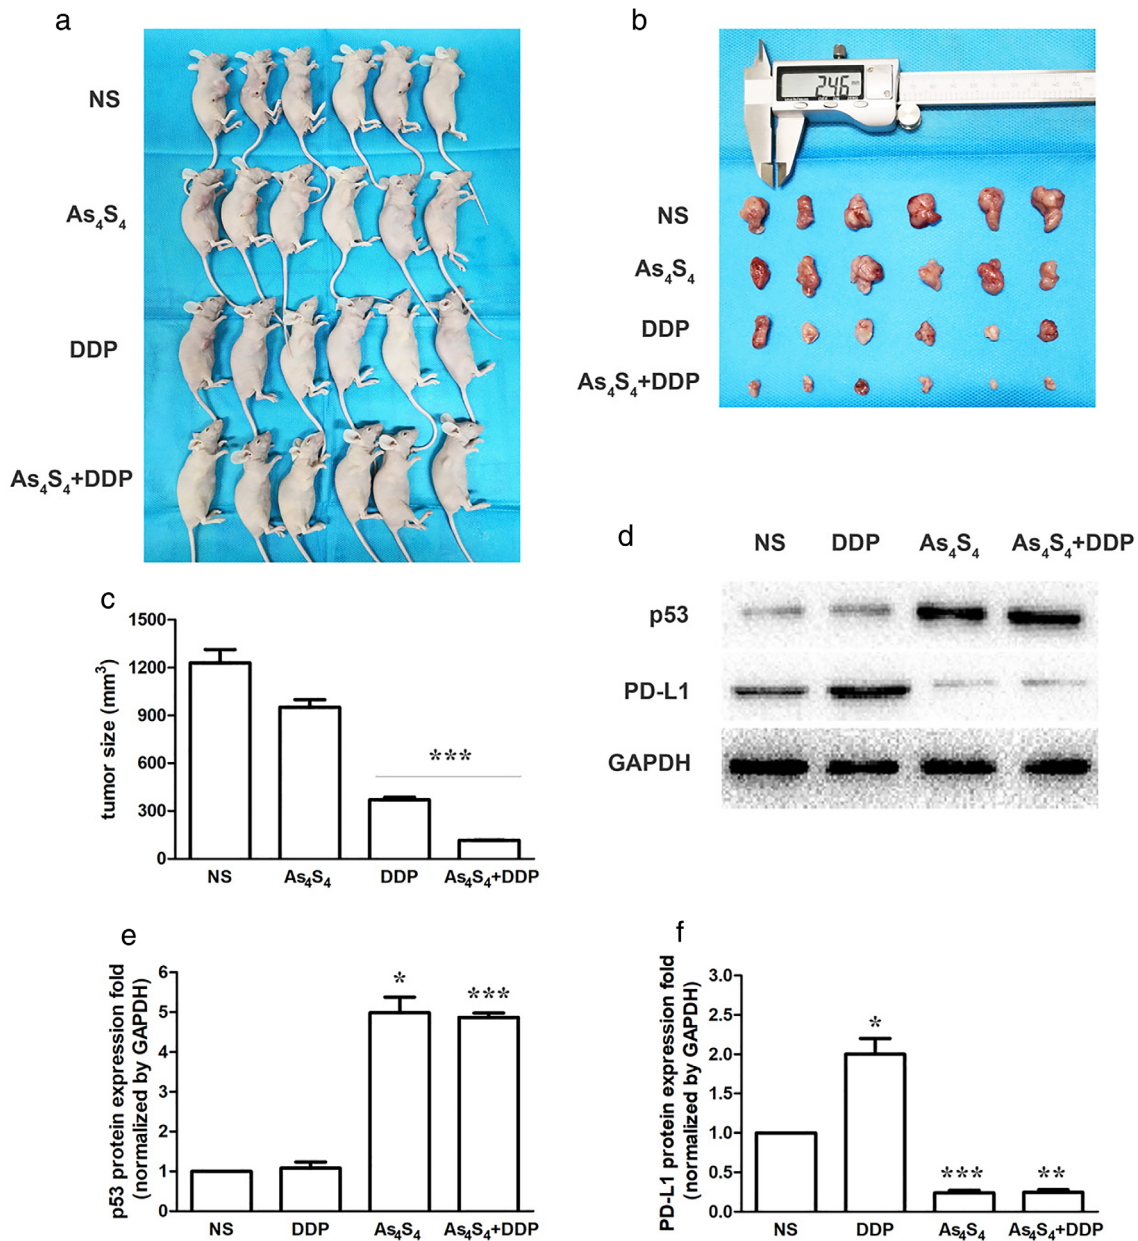 a
NS
As₄S₄
DDP
As₄S₄+DDP
b
246
NS
As₄S₄
DDP
As₄S₄+DDP
c
tumor size (mm³)
1500
1200
900
600
300
0
***
NS As₄S₄ DDP As₄S₄+DDP
d
NS DDP As₄S₄ As₄S₄+DDP
p53
PD-L1
GAPDH
e
p53 protein expression fold
(normalized by GAPDH)
6
5
4
3
2
1
0
* ***
NS DDP As₄S₄ As₄S₄+DDP
f
PD-L1 protein expression fold
(normalized by GAPDH)
3.0
2.5
2.0
1.5
1.0
0.5
0.0
*
*** **
NS DDP As₄S₄ As₄S₄+DDP